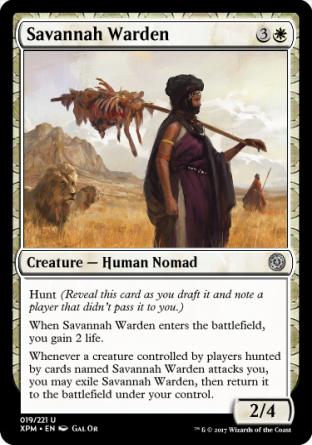 Savannah Warden 3
Creature — Human Nomad
Hunt (Reveal this card as you draft it and note a
player that didn't pass it to you.)
When Savannah Warden enters the battlefield,
you gain 2 life.
Whenever a creature controlled by players hunted
by cards named Savannah Warden attacks you,
you may exile Savannah Warden, then return it
to the battlefield under your control.
2/4
019/221 U
XPM • EN GAL OR
™ & © 2017 Wizards of the Coast